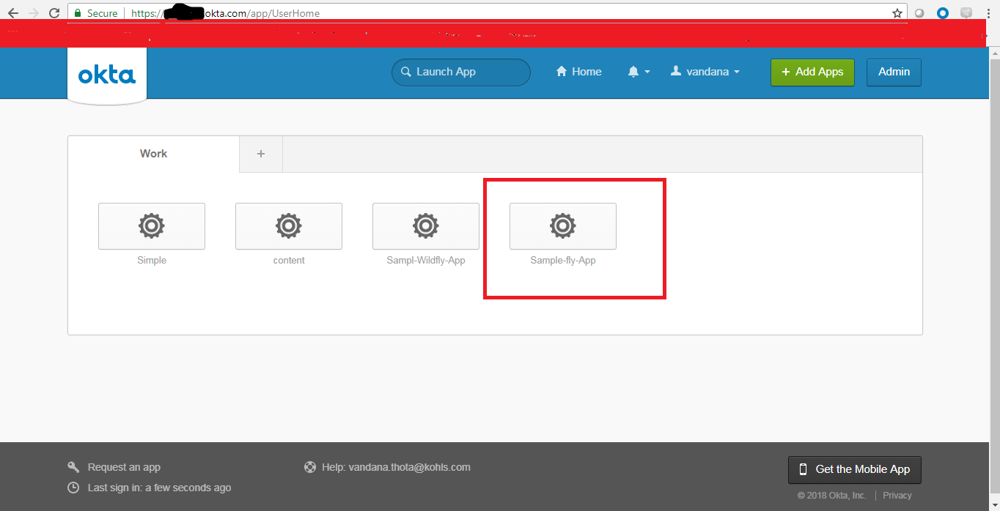 Secure https://
.okta.com/app/UserHome
okta
Launch App
Home
vandana
+ Add Apps
Admin
Work
+
Simple
content
Sampl-Wildfly-App
Sample-fly-App
Request an app
Help: vandana.thota@kohls.com
Get the Mobile App
Last sign in: a few seconds ago
© 2018 Okta, Inc.
Privacy